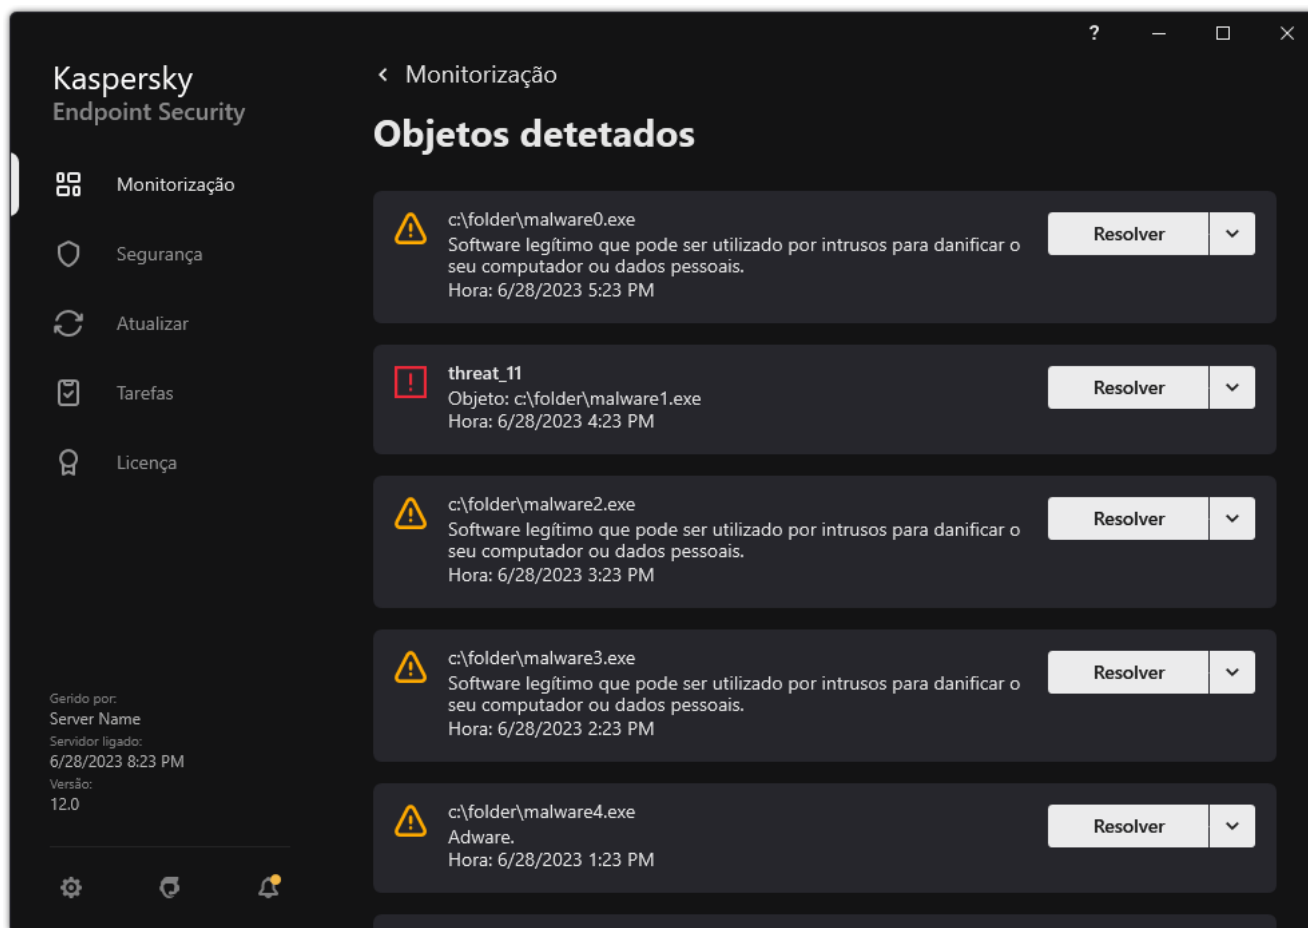 ?
Kaspersky
Endpoint Security
Monitorização
Segurança
Atualizar
Tarefas
Licença
Gerido por:
Server Name
Servidor ligado:
6/28/2023 8:23 PM
Versão:
12.0
Monitorização
Objetos detetados
c:\folder\malware0.exe
Software legítimo que pode ser utilizado por intrusos para danificar o
seu computador ou dados pessoais.
Hora: 6/28/2023 5:23 PM
Resolver
threat_11
Objeto: c:\folder\malware1.exe
Hora: 6/28/2023 4:23 PM
Resolver
c:\folder\malware2.exe
Software legítimo que pode ser utilizado por intrusos para danificar o
seu computador ou dados pessoais.
Hora: 6/28/2023 3:23 PM
Resolver
c:\folder\malware3.exe
Software legítimo que pode ser utilizado por intrusos para danificar o
seu computador ou dados pessoais.
Hora: 6/28/2023 2:23 PM
Resolver
c:\folder\malware4.exe
Adware.
Hora: 6/28/2023 1:23 PM
Resolver